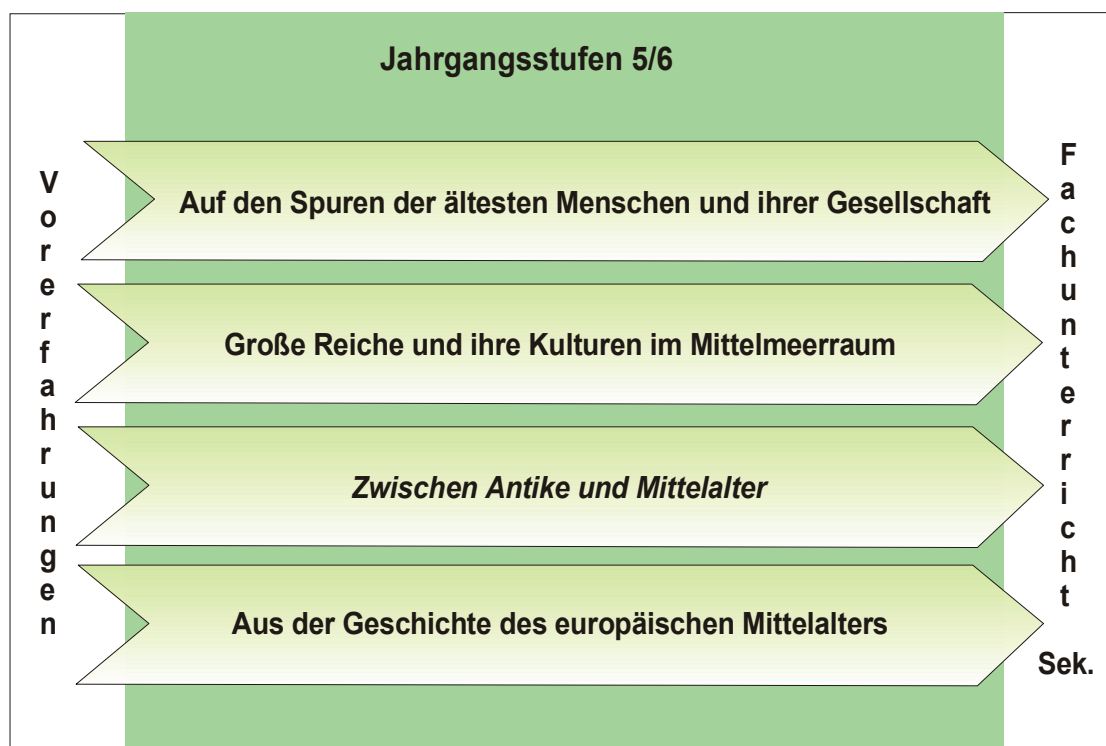 Jahrgangsstufen 5/6
Vorerfahrungen
Auf den Spuren der ältesten Menschen und ihrer Gesellschaft
Große Reiche und ihre Kulturen im Mittelmeerraum
Zwischen Antike und Mittelalter
Aus der Geschichte des europäischen Mittelalters
Fachunterricht
Sek.